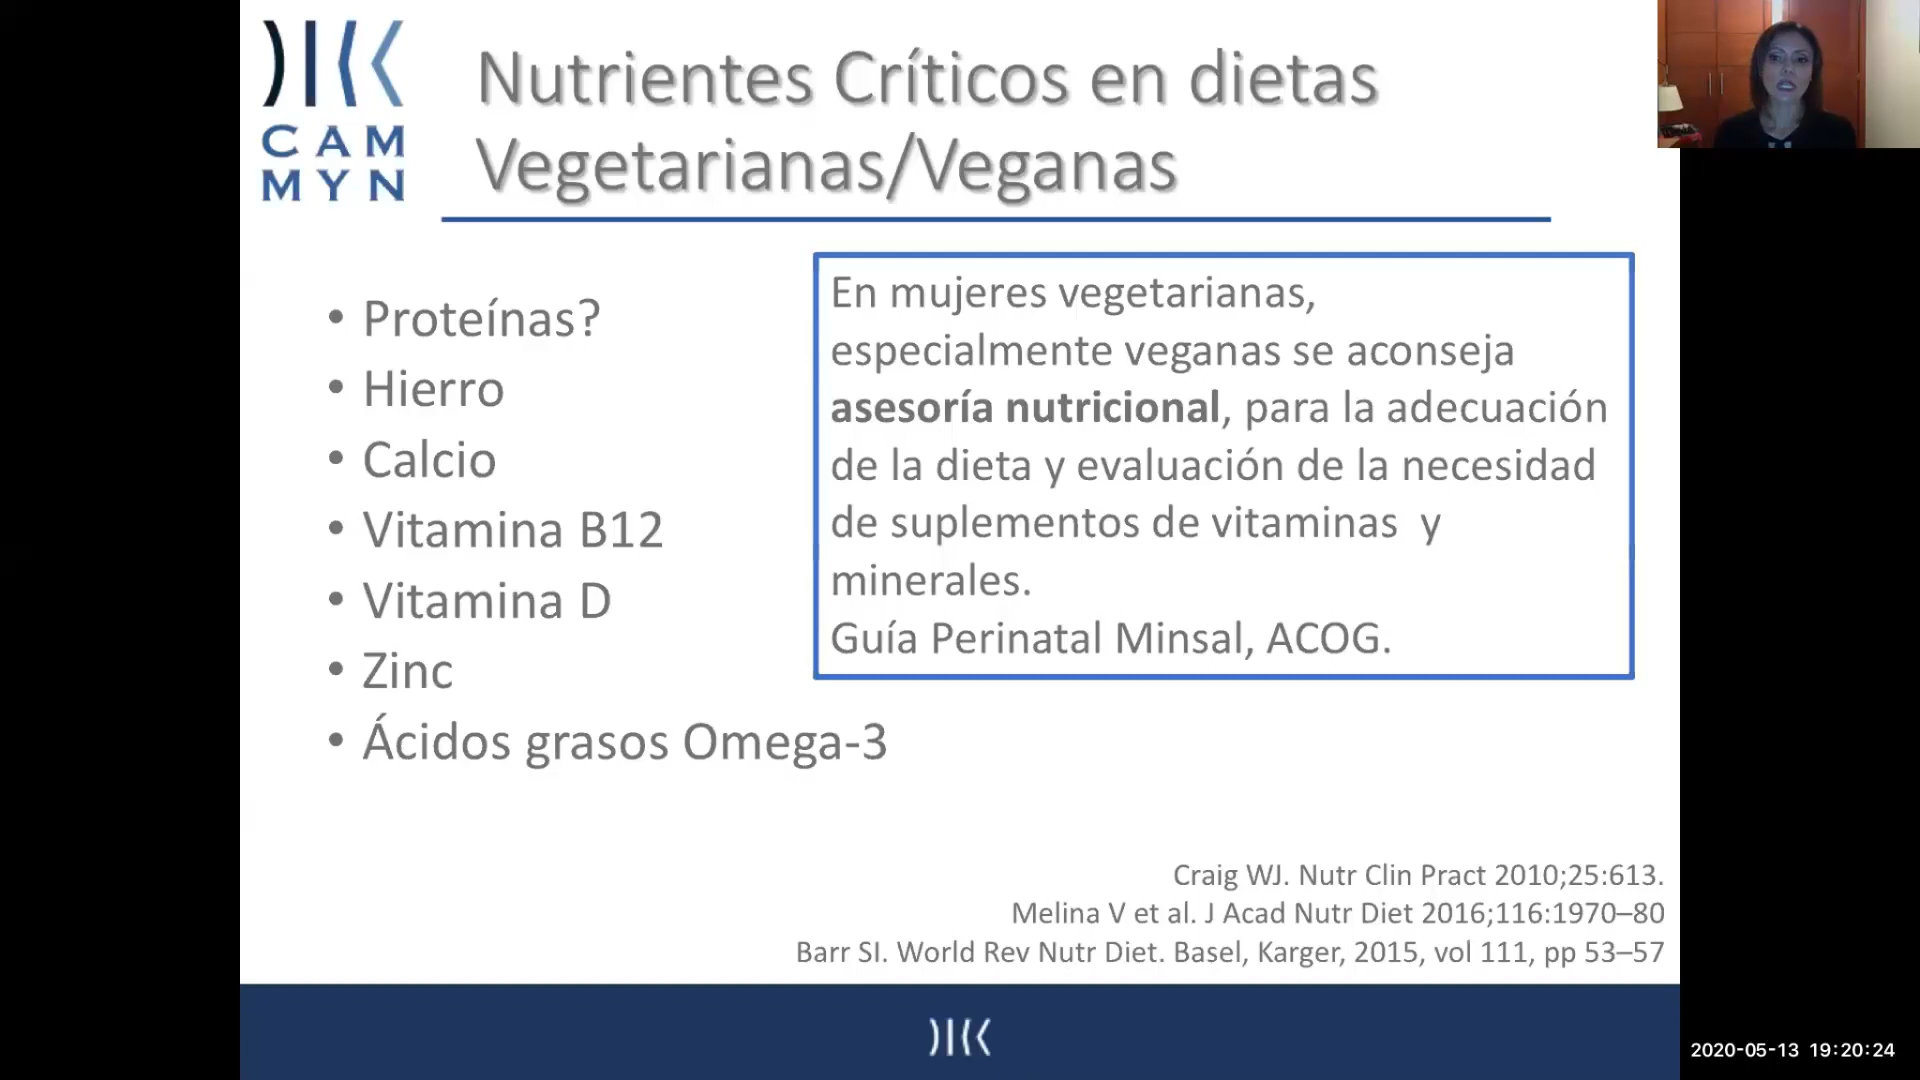 CAM
MYN
Nutrientes Críticos en dietas
Vegetarianas/Veganas
• Proteínas?
• Hierro
• Calcio
• Vitamina B12
• Vitamina D
• Zinc
• Ácidos grasos Omega-3
En mujeres vegetarianas,
especialmente veganas se aconseja
asesoría nutricional, para la adecuación
de la dieta y evaluación de la necesidad
de suplementos de vitaminas y
minerales.
Guía Perinatal Minsal, ACOG.
Craig WJ. Nutr Clin Pract 2010;25:613.
Melina V et al. J Acad Nutr Diet 2016;116:1970–80
Barr SI. World Rev Nutr Diet. Basel, Karger, 2015, vol 111, pp 53–57
2020-05-13 19:20:24